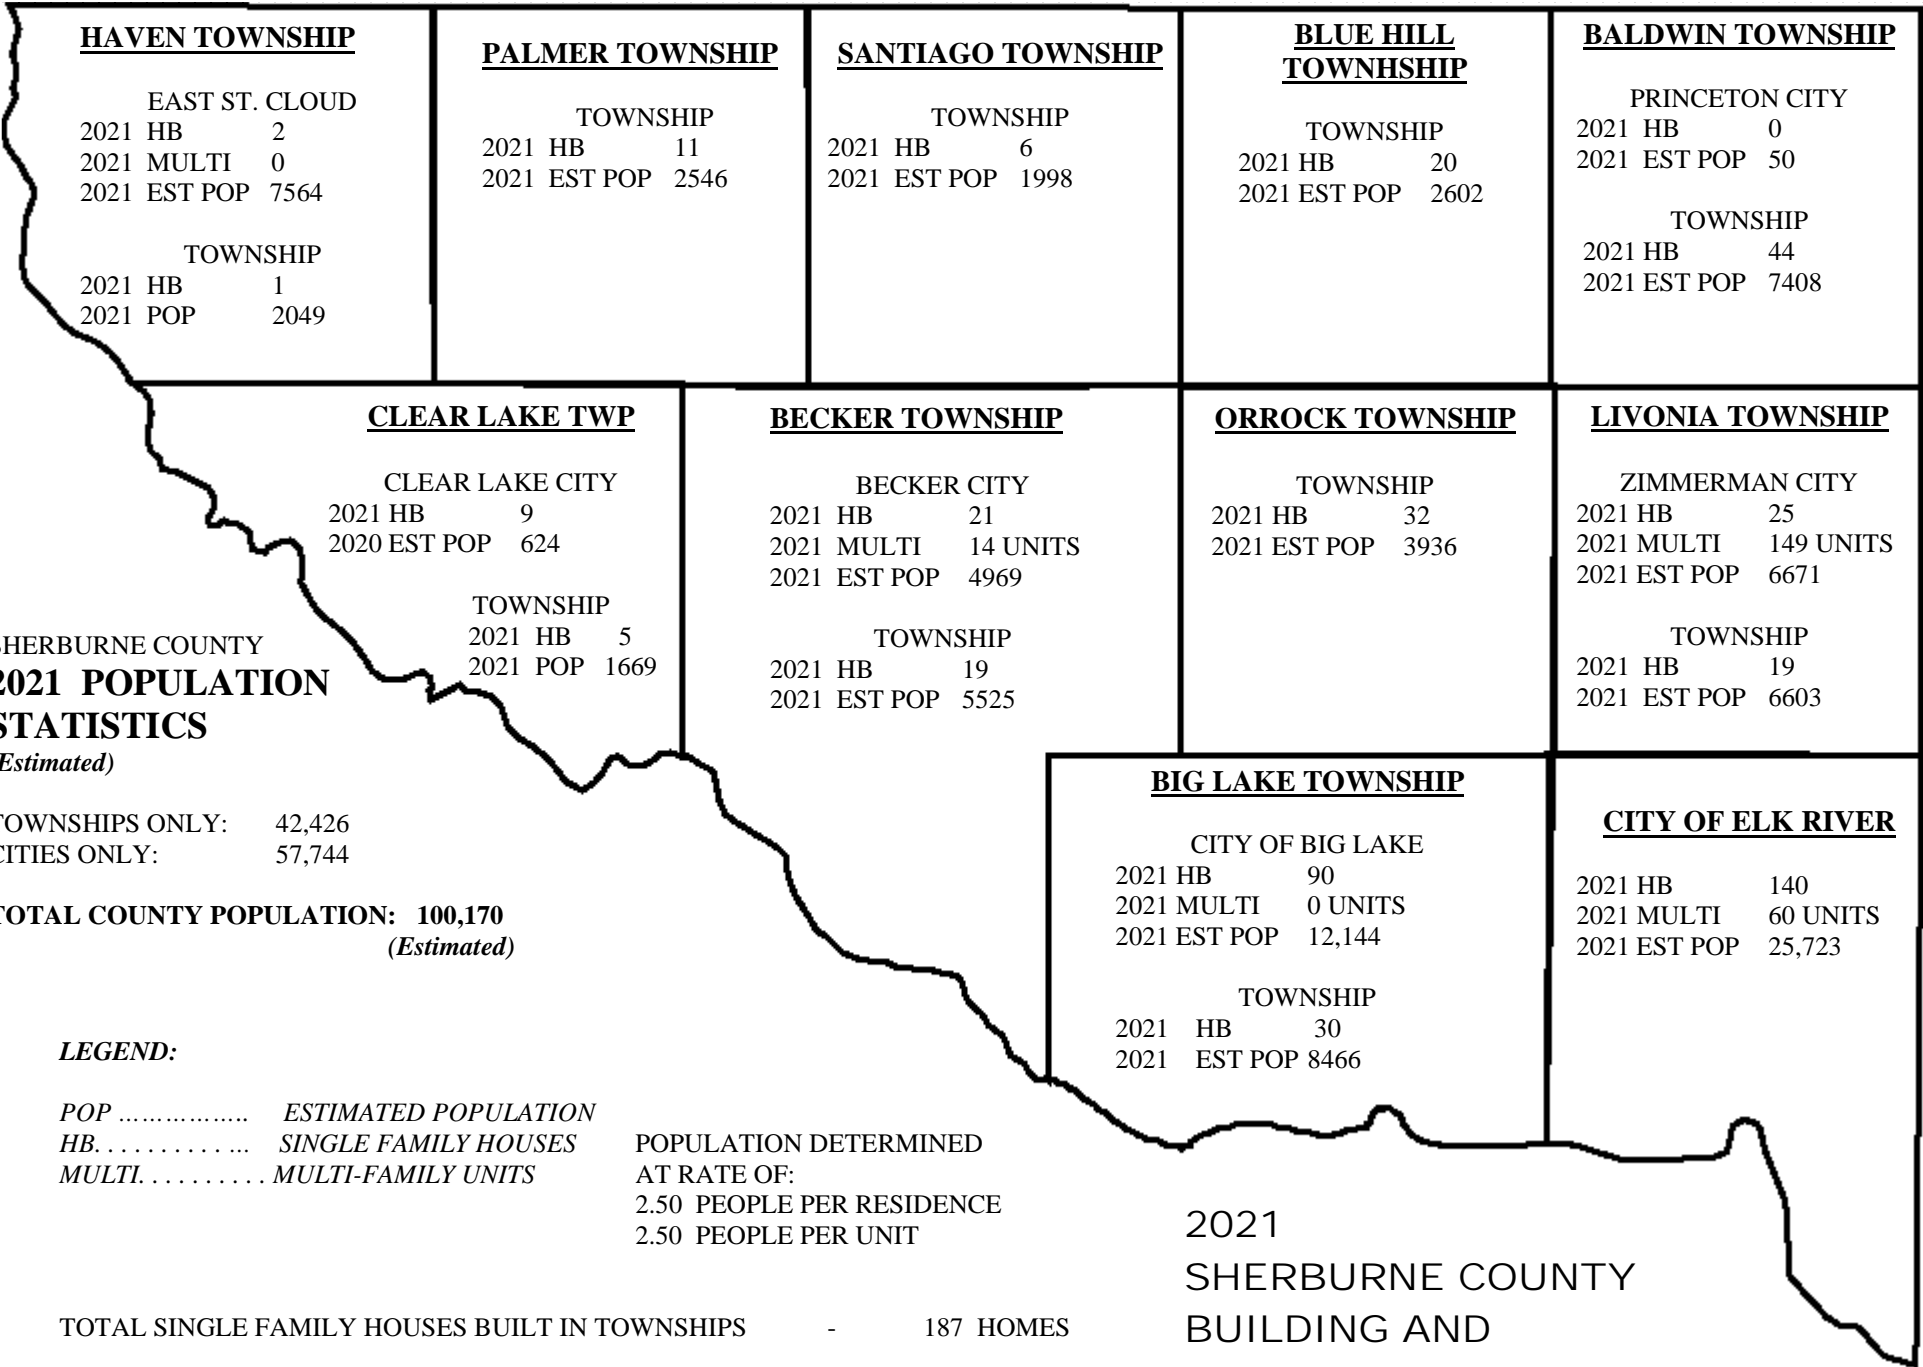 HAVEN TOWNSHIP
EAST ST. CLOUD
2021 HB 2
2021 MULTI 0
2021 EST POP 7564
TOWNSHIP
2021 HB 1
2021 POP 2049
PALMER TOWNSHIP
TOWNSHIP
2021 HB 11
2021 EST POP 2546
SANTIAGO TOWNSHIP
TOWNSHIP
2021 HB 6
2021 EST POP 1998
BLUE HILL
TOWNHSHIP
TOWNSHIP
2021 HB 20
2021 EST POP 2602
BALDWIN TOWNSHIP
PRINCETON CITY
2021 HB 0
2021 EST POP 50
TOWNSHIP
2021 HB 44
2021 EST POP 7408
CLEAR LAKE TWP
CLEAR LAKE CITY
2021 HB 9
2020 EST POP 624
TOWNSHIP
2021 HB 5
2021 POP 1669
BECKER TOWNSHIP
BECKER CITY
2021 HB 21
2021 MULTI 14 UNITS
2021 EST POP 4969
TOWNSHIP
2021 HB 19
2021 EST POP 5525
ORROCK TOWNSHIP
TOWNSHIP
2021 HB 32
2021 EST POP 3936
LIVONIA TOWNSHIP
ZIMMERMAN CITY
2021 HB 25
2021 MULTI 149 UNITS
2021 EST POP 6671
TOWNSHIP
2021 HB 19
2021 EST POP 6603
SHERBURNE COUNTY
2021 POPULATION
STATISTICS
(Estimated)
TOWNSHIPS ONLY: 42,426
CITIES ONLY: 57,744
TOTAL COUNTY POPULATION: 100,170
(Estimated)
BIG LAKE TOWNSHIP
CITY OF BIG LAKE
2021 HB 90
2021 MULTI 0 UNITS
2021 EST POP 12,144
TOWNSHIP
2021 HB 30
2021 EST POP 8466
CITY OF ELK RIVER
2021 HB 140
2021 MULTI 60 UNITS
2021 EST POP 25,723
LEGEND:
POP …………….. ESTIMATED POPULATION
HB. . . . . . . . . . ... SINGLE FAMILY HOUSES
MULTI. . . . . . . . . . MULTI-FAMILY UNITS
POPULATION DETERMINED
AT RATE OF:
2.50 PEOPLE PER RESIDENCE
2.50 PEOPLE PER UNIT
TOTAL SINGLE FAMILY HOUSES BUILT IN TOWNSHIPS - 187 HOMES
2021
SHERBURNE COUNTY
BUILDING AND